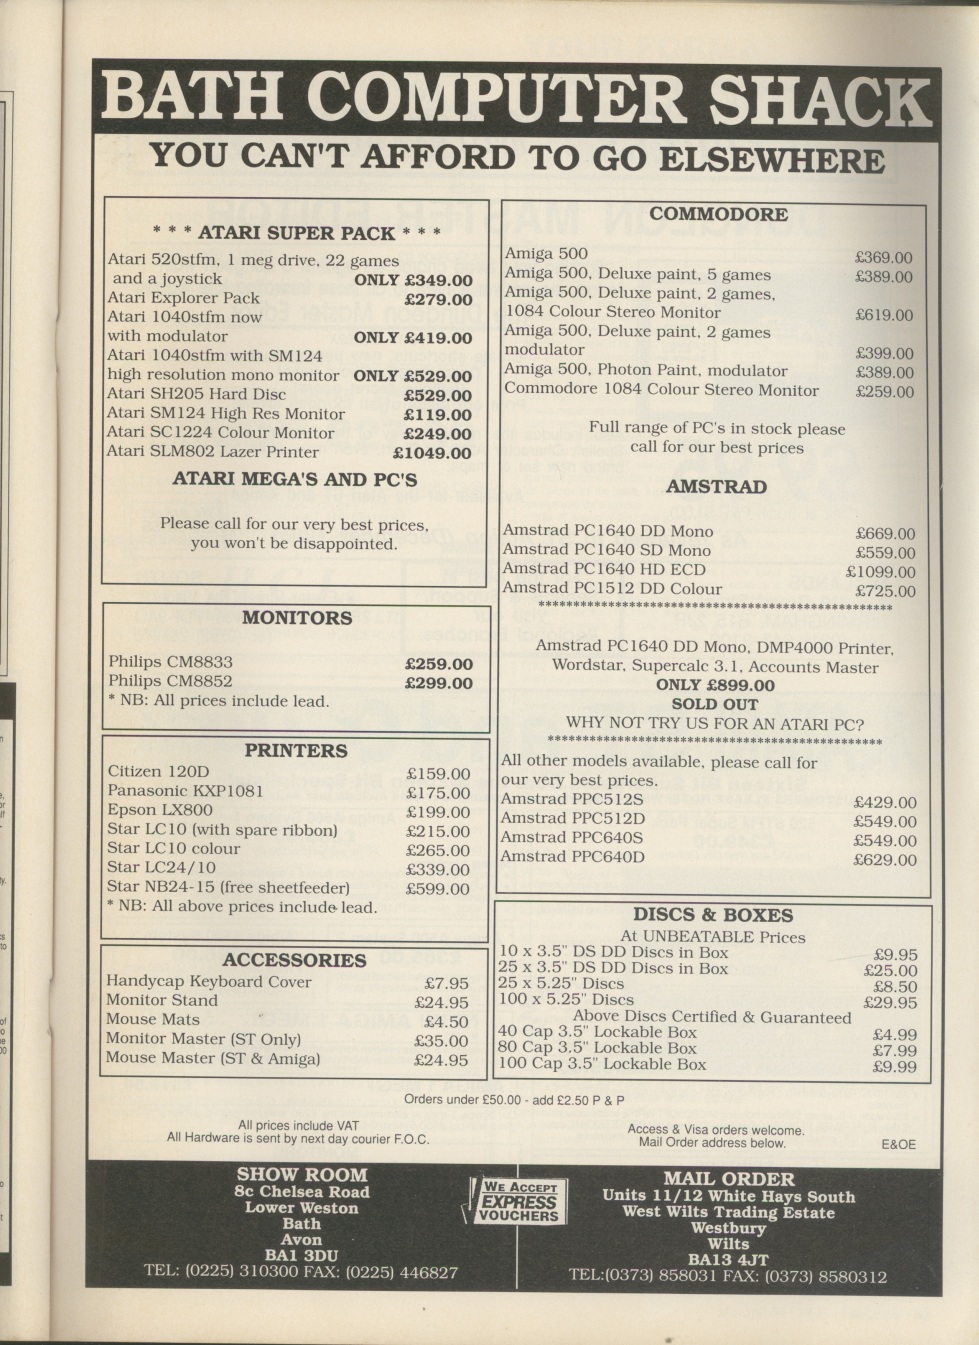 BATH COMPUTER SHACK
YOU CAN'T AFFORD TO GO ELSEWHERE
* * * ATARI SUPER PACK * * *
Atari 520stfm, 1 meg drive, 22 games
and a joystick ONLY £349.00
Atari Explorer Pack £279.00
Atari 1040stfm now
with modulator ONLY £419.00
Atari 1040stfm with SM124
high resolution mono monitor ONLY £529.00
Atari SH205 Hard Disc £529.00
Atari SM124 High Res Monitor £119.00
Atari SC1224 Colour Monitor £249.00
Atari SLM802 Lazer Printer £1049.00
ATARI MEGA'S AND PC'S
Please call for our very best prices,
you won't be disappointed.
MONITORS
Philips CM8833 £259.00
Philips CM8852 £299.00
* NB: All prices include lead.
PRINTERS
Citizen 120D £159.00
Panasonic KXP1081 £175.00
Epson LX800 £199.00
Star LC10 (with spare ribbon) £215.00
Star LC10 colour £265.00
Star LC24/10 £339.00
Star NB24-15 (free sheetfeeder) £599.00
* NB: All above prices include lead.
ACCESSORIES
Handycap Keyboard Cover £7.95
Monitor Stand £24.95
Mouse Mats £4.50
Monitor Master (ST Only) £35.00
Mouse Master (ST & Amiga) £24.95
COMMODORE
Amiga 500 £369.00
Amiga 500, Deluxe paint, 5 games £389.00
Amiga 500, Deluxe paint, 2 games,
1084 Colour Stereo Monitor £619.00
Amiga 500, Deluxe paint, 2 games
modulator £399.00
Amiga 500, Photon Paint, modulator £389.00
Commodore 1084 Colour Stereo Monitor £259.00
Full range of PC's in stock please
call for our best prices
AMSTRAD
Amstrad PC1640 DD Mono £669.00
Amstrad PC1640 SD Mono £559.00
Amstrad PC1640 HD ECD £1099.00
Amstrad PC1512 DD Colour £725.00
**************************************************
Amstrad PC1640 DD Mono, DMP4000 Printer,
Wordstar, Supercalc 3.1, Accounts Master
ONLY £899.00
SOLD OUT
WHY NOT TRY US FOR AN ATARI PC?
***********************************************
All other models available, please call for
our very best prices.
Amstrad PPC512S £429.00
Amstrad PPC512D £549.00
Amstrad PPC640S £549.00
Amstrad PPC640D £629.00
DISCS & BOXES
At UNBEATABLE Prices
10 x 3.5" DS DD Discs in Box £9.95
25 x 3.5" DS DD Discs in Box £25.00
25 x 5.25" Discs £8.50
100 x 5.25" Discs £29.95
Above Discs Certified & Guaranteed
40 Cap 3.5" Lockable Box £4.99
80 Cap 3.5" Lockable Box £7.99
100 Cap 3.5" Lockable Box £9.99
Orders under £50.00 - add £2.50 P & P
All prices include VAT
All Hardware is sent by next day courier F.O.C.
Access & Visa orders welcome.
Mail Order address below. E&OE
SHOW ROOM
8c Chelsea Road
Lower Weston
Bath
Avon
BA1 3DU
TEL: (0225) 310300 FAX: (0225) 446827
WE ACCEPT
EXPRESS
VOUCHERS
MAIL ORDER
Units 11/12 White Hays South
West Wilts Trading Estate
Westbury
Wilts
BA13 4JT
TEL:(0373) 858031 FAX: (0373) 8580312